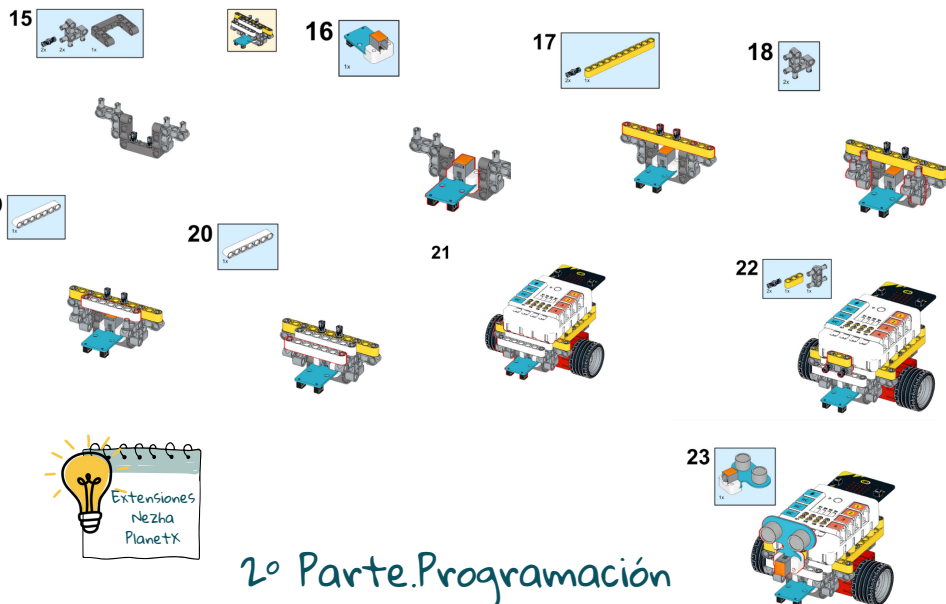 15
2x 2x 1x
16
1x
17
2x 1x
18
2x
1x
20
1x
21
22
2x 1x 1x
23
1x
Extensiones
Nezha
PlanetX
2º Parte.Programación